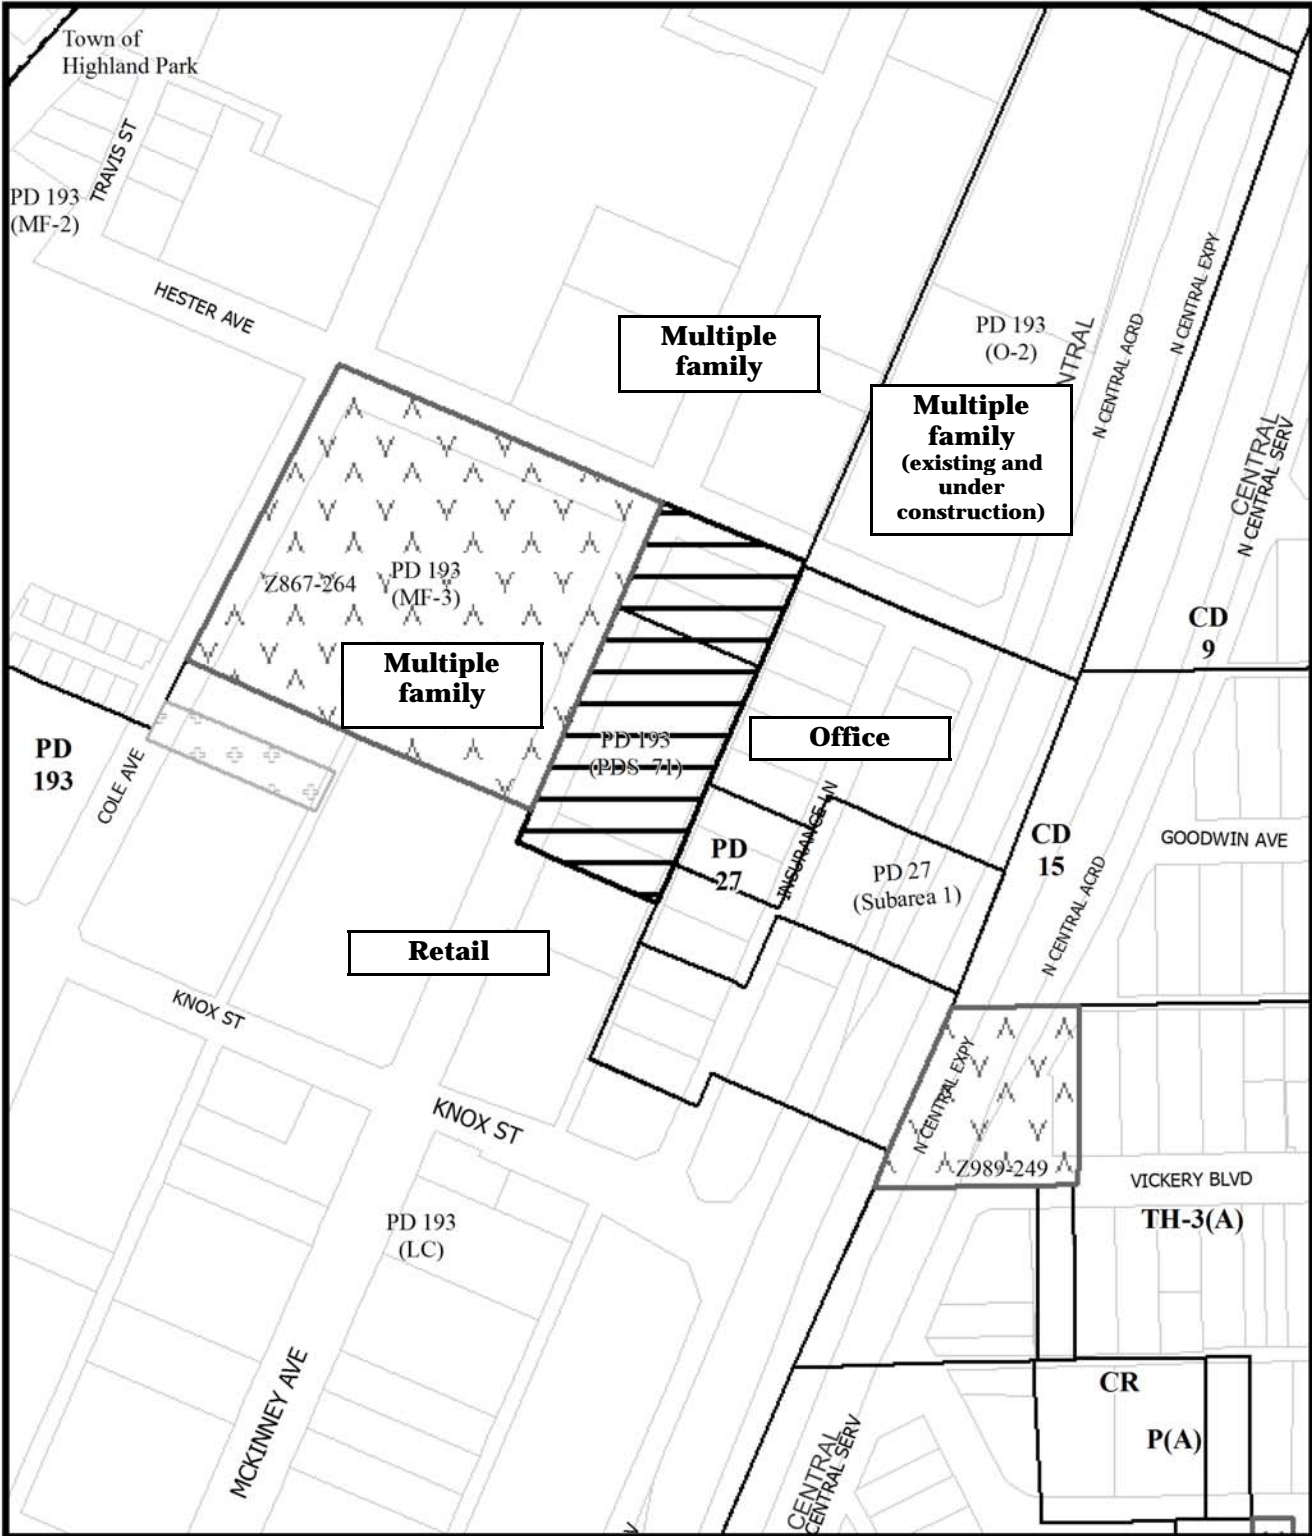 Town of
Highland Park
TRAVIS ST
PD 193
(MF-2)
HESTER AVE
Multiple
family
PD 193
(O-2)
NTRAL
N CENTRAL ACRD
N CENTRAL EXPY
Multiple
family
(existing and
under
construction)
CENTRAL
N CENTRAL SERV
Z867-264
PD 193
(MF-3)
CD
9
Multiple
family
PD 193
(PDS 71)
Office
PD
193
COLE AVE
INSURANCE LN
PD
27
PD 27
(Subarea 1)
CD
15
GOODWIN AVE
N CENTRAL ACRD
Retail
KNOX ST
N CENTRAL EXPY
KNOX ST
Z989-249
VICKERY BLVD
TH-3(A)
PD 193
(LC)
MCKINNEY AVE
CR
P(A)
CENTRAL
CENTRAL SERV